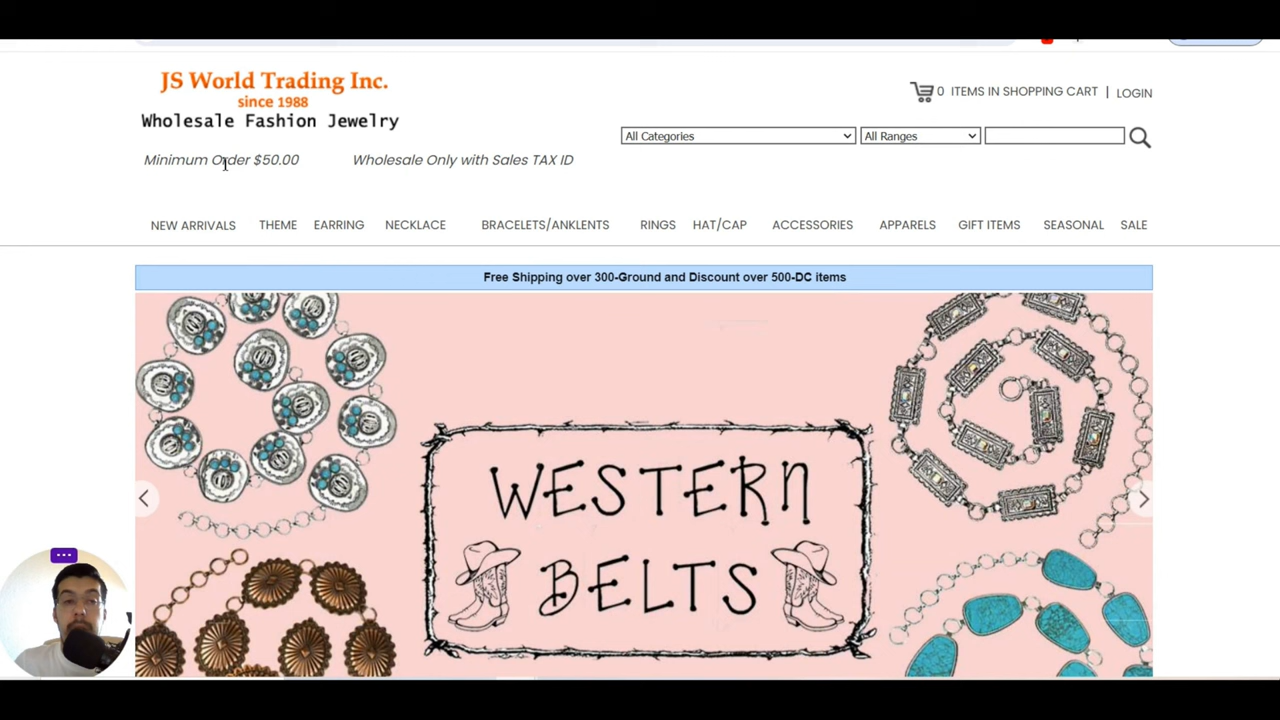 JS World Trading Inc.
since 1988
Wholesale Fashion Jewelry
Minimum Order $50.00
Wholesale Only with Sales TAX ID
0 ITEMS IN SHOPPING CART | LOGIN
All Categories
All Ranges
NEW ARRIVALS
THEME
EARRING
NECKLACE
BRACELETS/ANKLENTS
RINGS
HAT/CAP
ACCESSORIES
APPARELS
GIFT ITEMS
SEASONAL
SALE
Free Shipping over 300-Ground and Discount over 500-DC items
WESTERN
BELTS